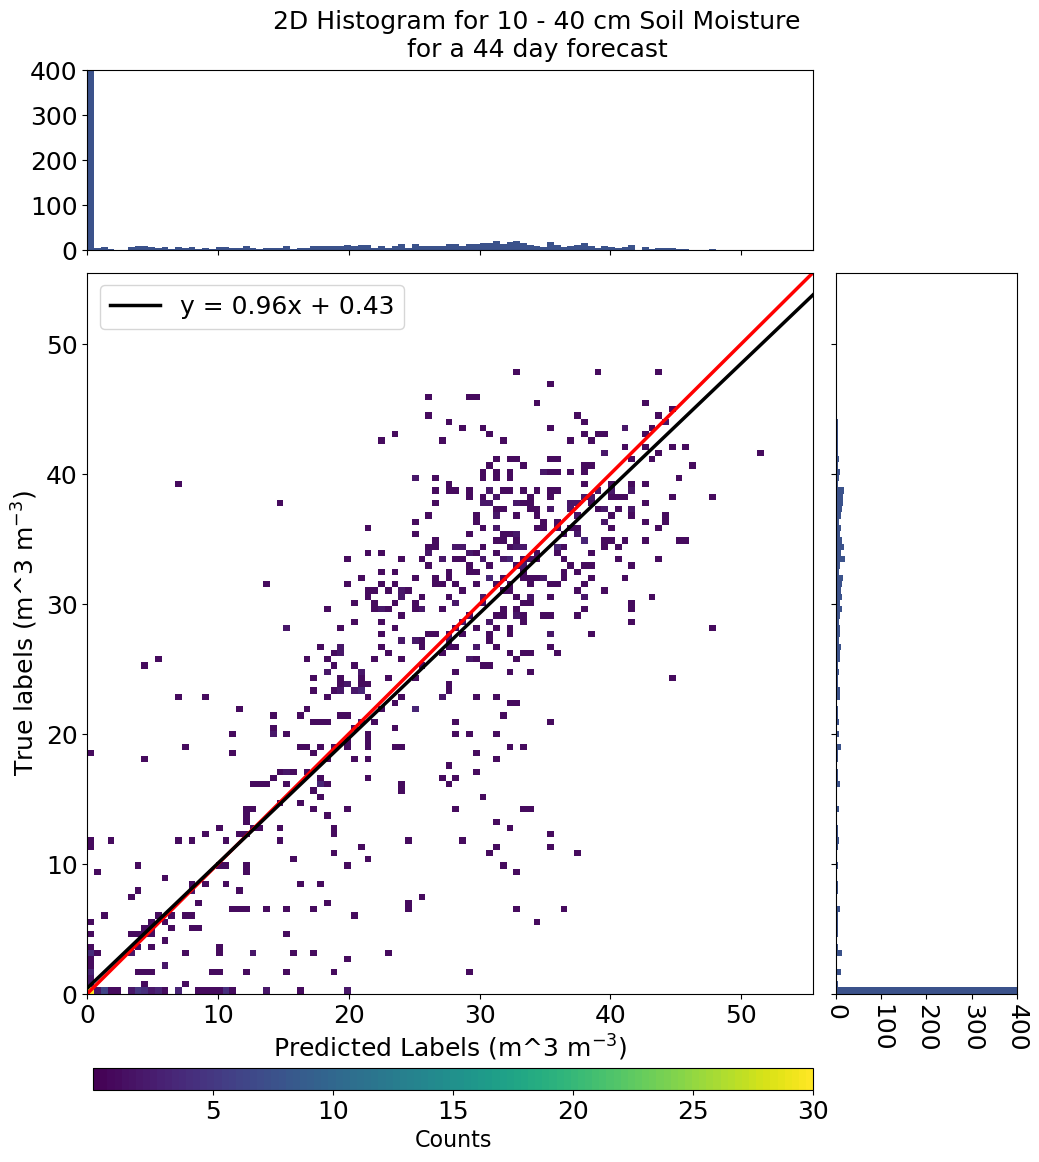 2D Histogram for 10 - 40 cm Soil Moisture
for a 44 day forecast
400
300
200
100
0
y = 0.96x + 0.43
50
40
30
20
10
0
True labels (m^3 m⁻³)
0 10 20 30 40 50
Predicted Labels (m^3 m⁻³)
0 100 200 300 400
5 10 15 20 25 30
Counts